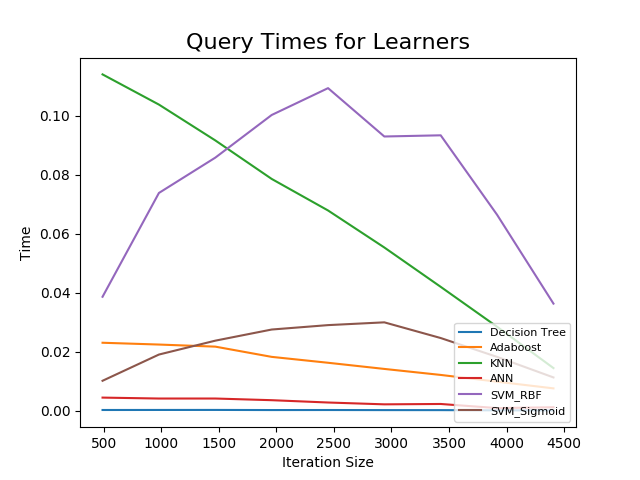 Query Times for Learners
Time
0.10
0.08
0.06
0.04
0.02
0.00
Decision Tree
Adaboost
KNN
ANN
SVM_RBF
SVM_Sigmoid
500 1000 1500 2000 2500 3000 3500 4000 4500
Iteration Size